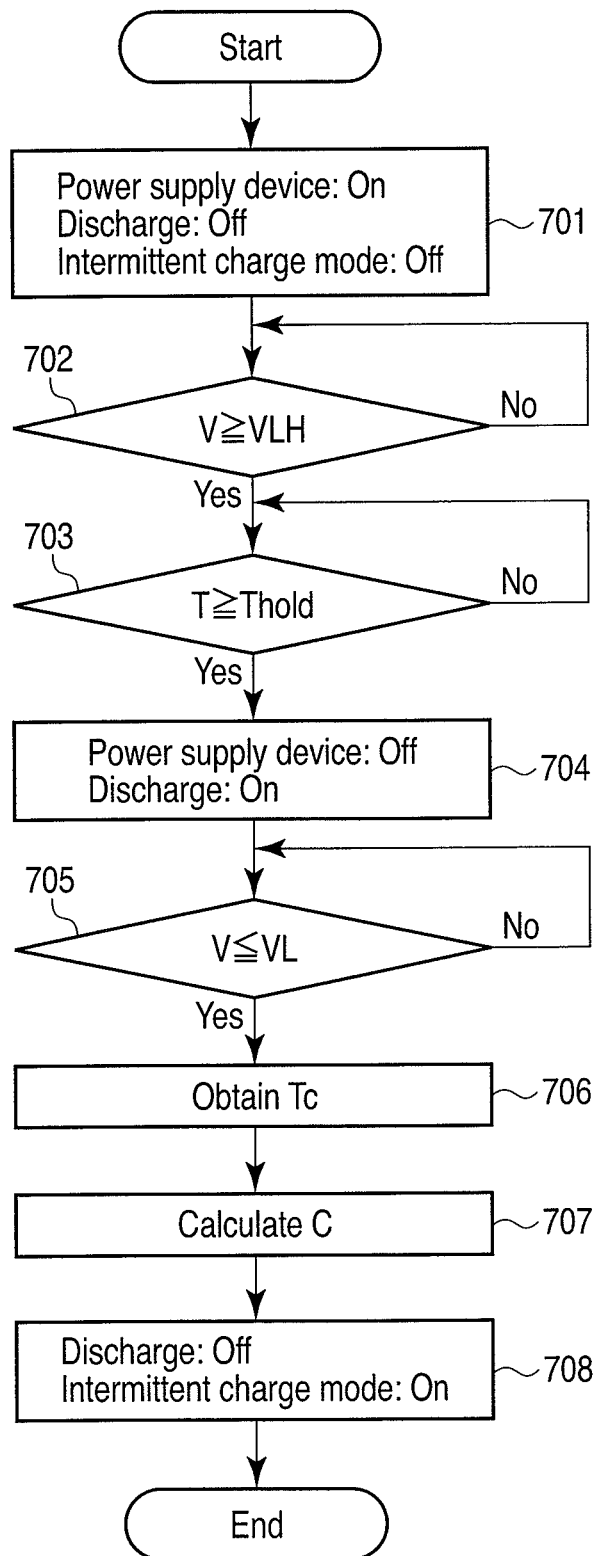 Start
Power supply device: On
Discharge: Off
Intermittent charge mode: Off
701
702
V≧VLH
No
Yes
703
T≧Thold
No
Yes
Power supply device: Off
Discharge: On
704
705
V≦VL
No
Yes
Obtain Tc
706
Calculate C
707
Discharge: Off
Intermittent charge mode: On
708
End